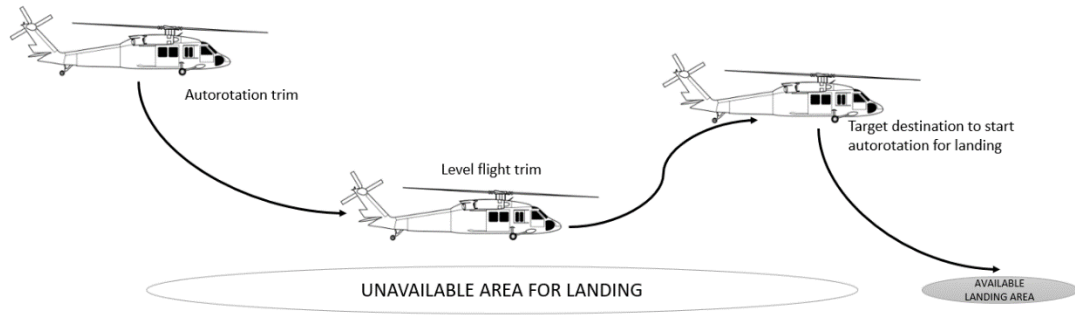 Autorotation trim
Level flight trim
Target destination to start
autorotation for landing
UNAVAILABLE AREA FOR LANDING
AVAILABLE
LANDING AREA